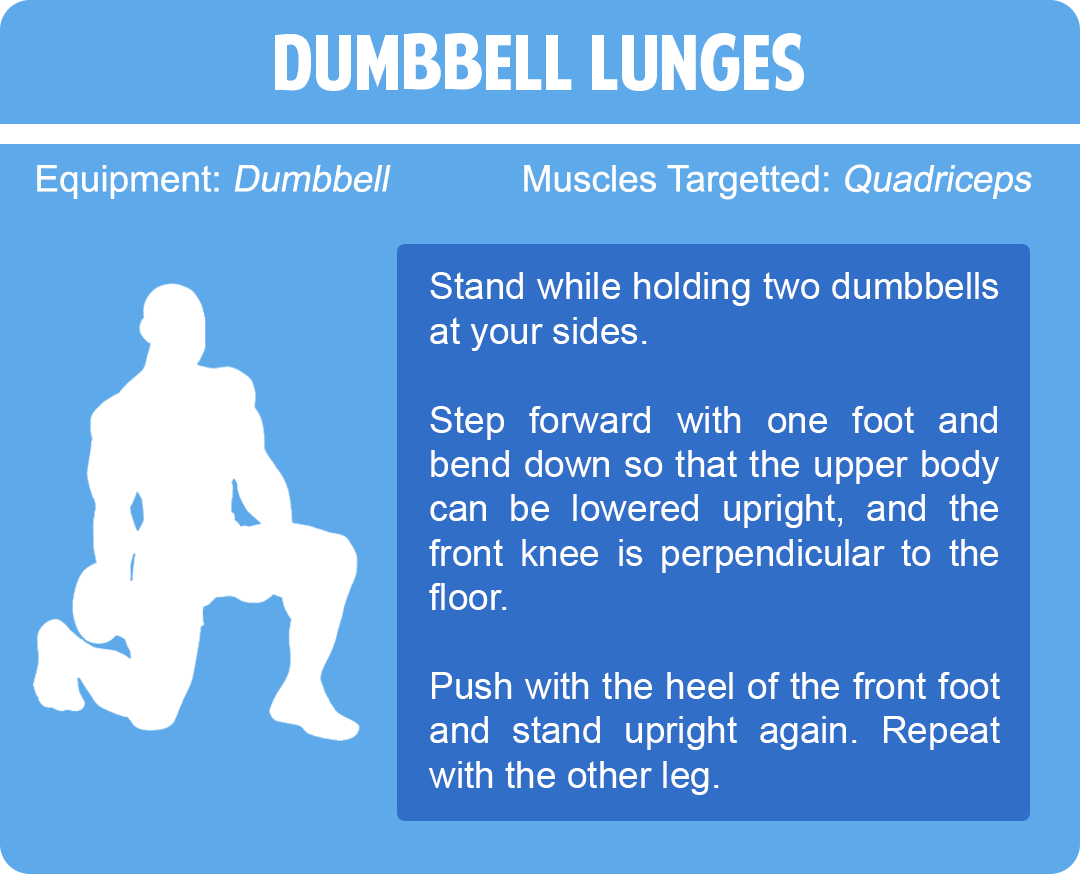 DUMBBELL LUNGES
Equipment: Dumbbell
Muscles Targetted: Quadriceps
Stand while holding two dumbbells
at your sides.
Step forward with one foot and
bend down so that the upper body
can be lowered upright, and the
front knee is perpendicular to the
floor.
Push with the heel of the front foot
and stand upright again. Repeat
with the other leg.